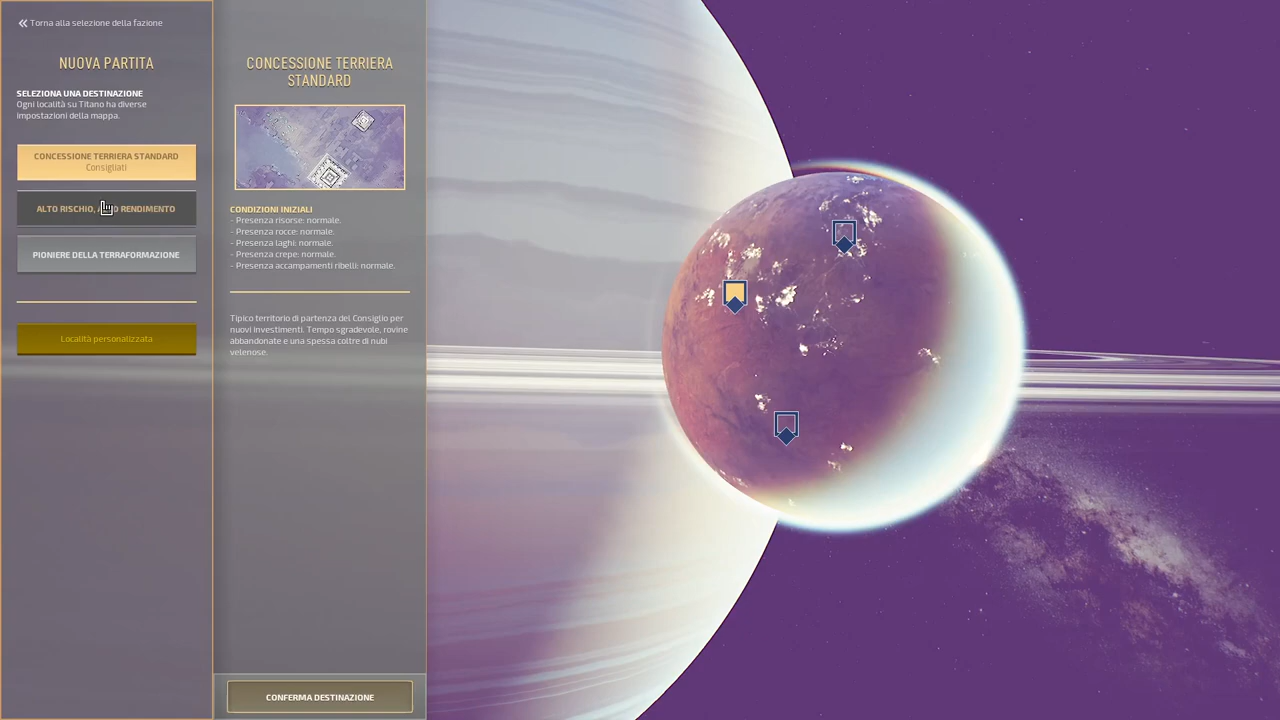 Torna alla selezione della fazione
NUOVA PARTITA
SELEZIONA UNA DESTINAZIONE
Ogni località su Titano ha diverse
impostazioni della mappa.
CONCESSIONE TERRIERA STANDARD
Consigliati
ALTO RISCHIO, RENDIMENTO
PIONIERE DELLA TERRAFORMAZIONE
Località personalizzata
CONCESSIONE TERRIERA
STANDARD
CONDIZIONI INIZIALI
- Presenza risorse: normale.
- Presenza rocce: normale.
- Presenza laghi: normale.
- Presenza crepe: normale.
- Presenza accampamenti ribelli: normale.
Tipico territorio di partenza del Consiglio per
nuovi investimenti. Tempo sgradevole, rovine
abbandonate e una spessa coltre di nubi
velenose.
CONFERMA DESTINAZIONE